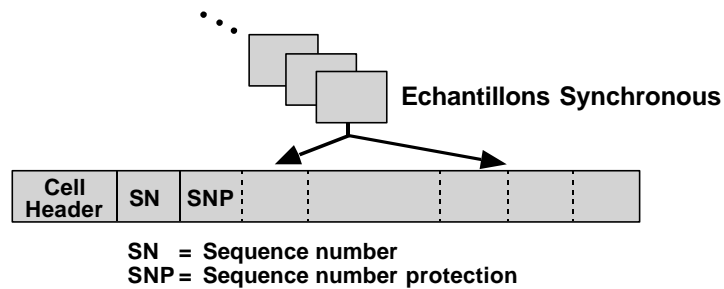 Echantillons Synchronous
Cell
Header
SN
SNP
SN = Sequence number
SNP = Sequence number protection